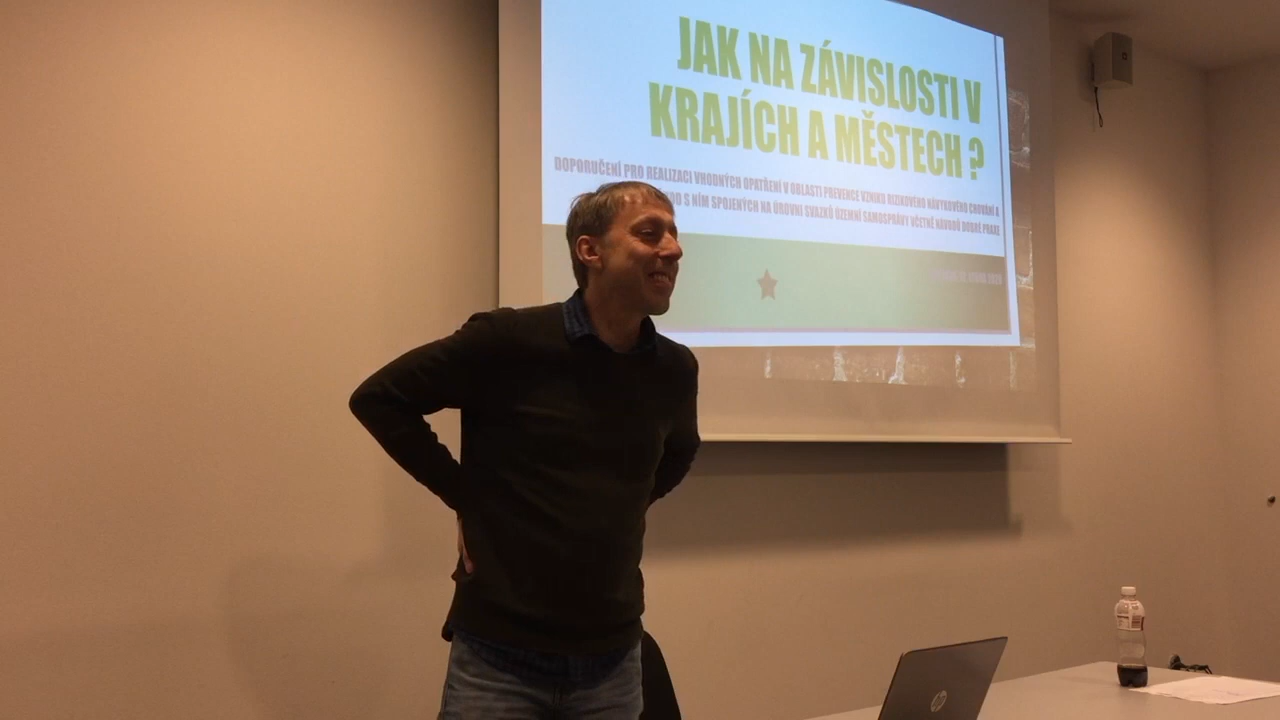 JAK NA ZÁVISLOSTI V
KRAJÍCH A MĚSTECH ?
DOPORUČENÍ PRO REALIZACI VHODNÝCH OPATŘENÍ V OBLASTI PREVENCE VZNIKU RIZIKOVÉHO NÁVYKOVÉHO CHOVÁNÍ A
S NÍM SPOJENÝCH NA ÚROVNI SVAZKŮ ÚZEMNÍ SAMOSPRÁVY VČETNĚ NÁVRHŮ DOBRÉ PRAXE
hp